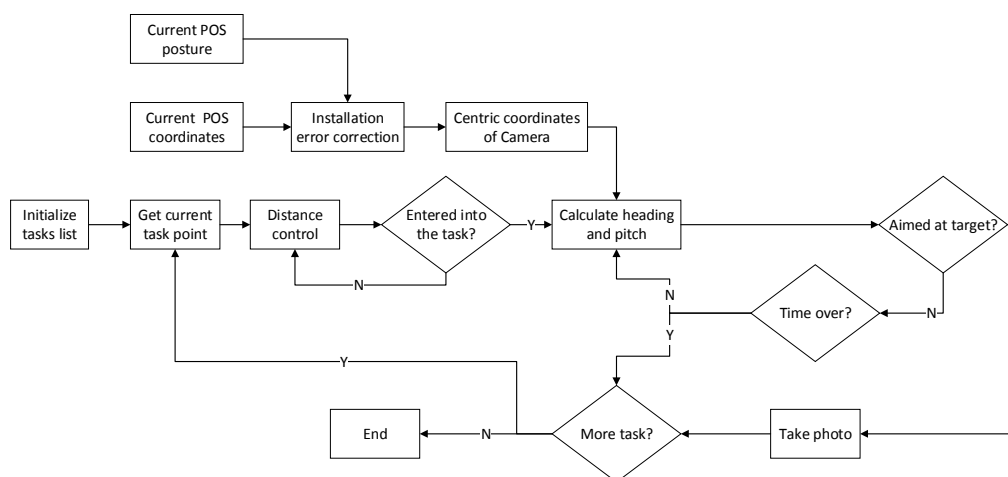 Current POS
posture
Current  POS
coordinates
Installation
error correction
Centric coordinates
of Camera
Initialize
tasks list
Get current
task point
Distance
control
Entered into
the task?
Y
Calculate heading
and pitch
Aimed at target?
N
N
Time over?
N
Y
Y
End
N
More task?
Take photo